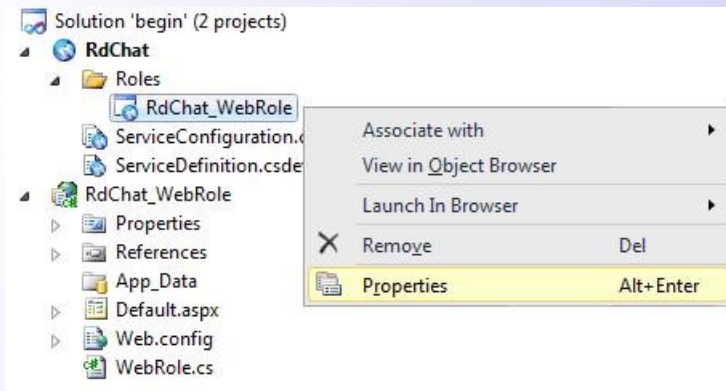 Solution 'begin' (2 projects)
RdChat
Roles
RdChat_WebRole
ServiceConfiguration.c
ServiceDefinition.csde
RdChat_WebRole
Properties
References
App_Data
Default.aspx
Web.config
WebRole.cs
Associate with
View in Object Browser
Launch In Browser
Remove Del
Properties Alt+Enter